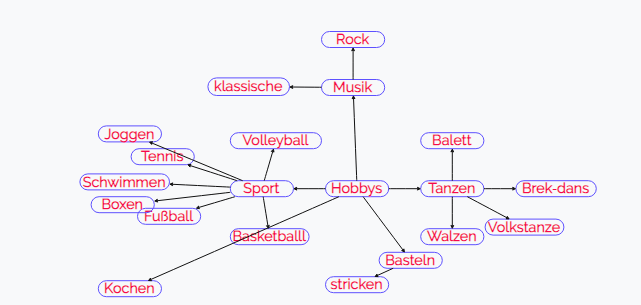 Rock
klassische
Musik
Joggen
Volleyball
Balett
Tennis
Schwimmen
Sport
Hobbys
Tanzen
Brek-dans
Boxen
Fußball
Volkstanze
Basketballl
Walzen
Basteln
Kochen
stricken